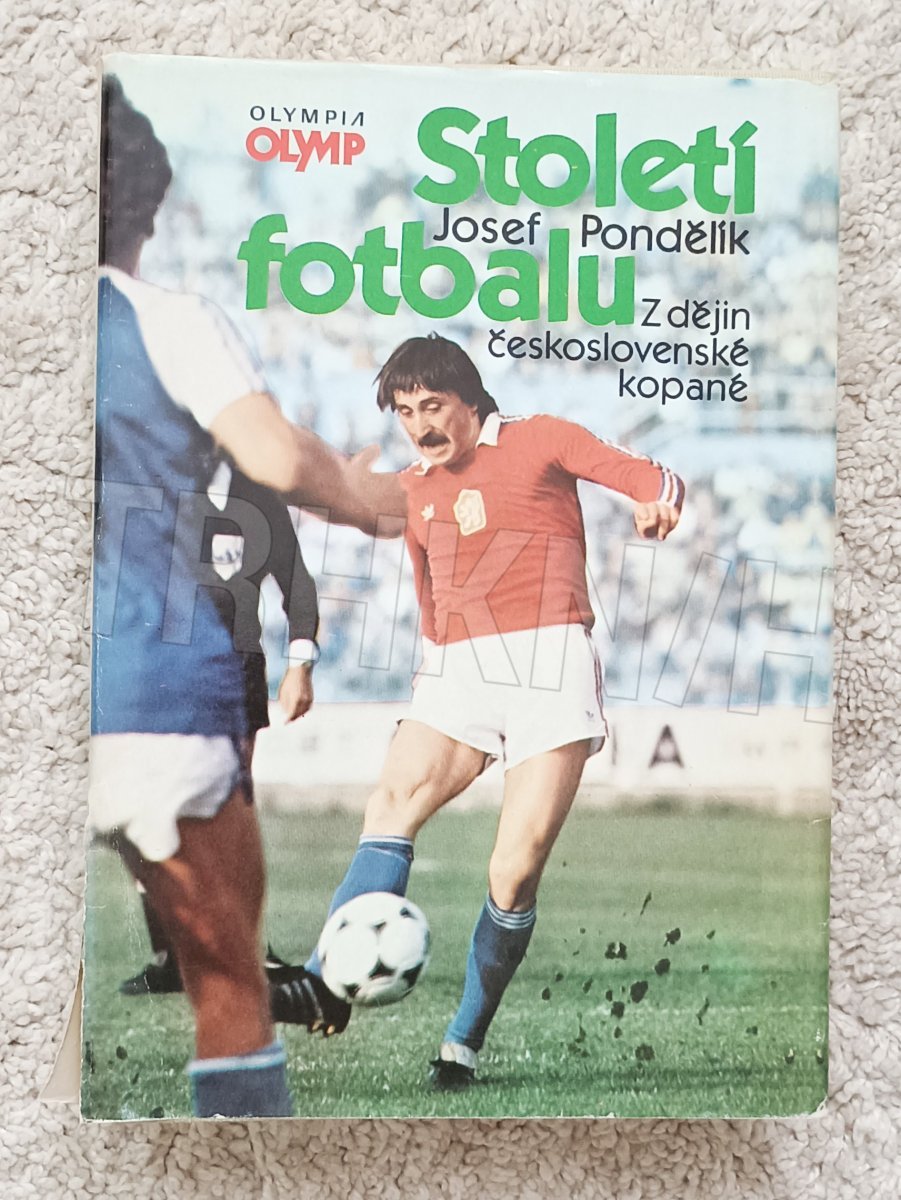 OLYMPIA
OLYMP
Století
Josef Pondělík
fotbalu
Z dějin
československé
kopané
TRHKNIH
A